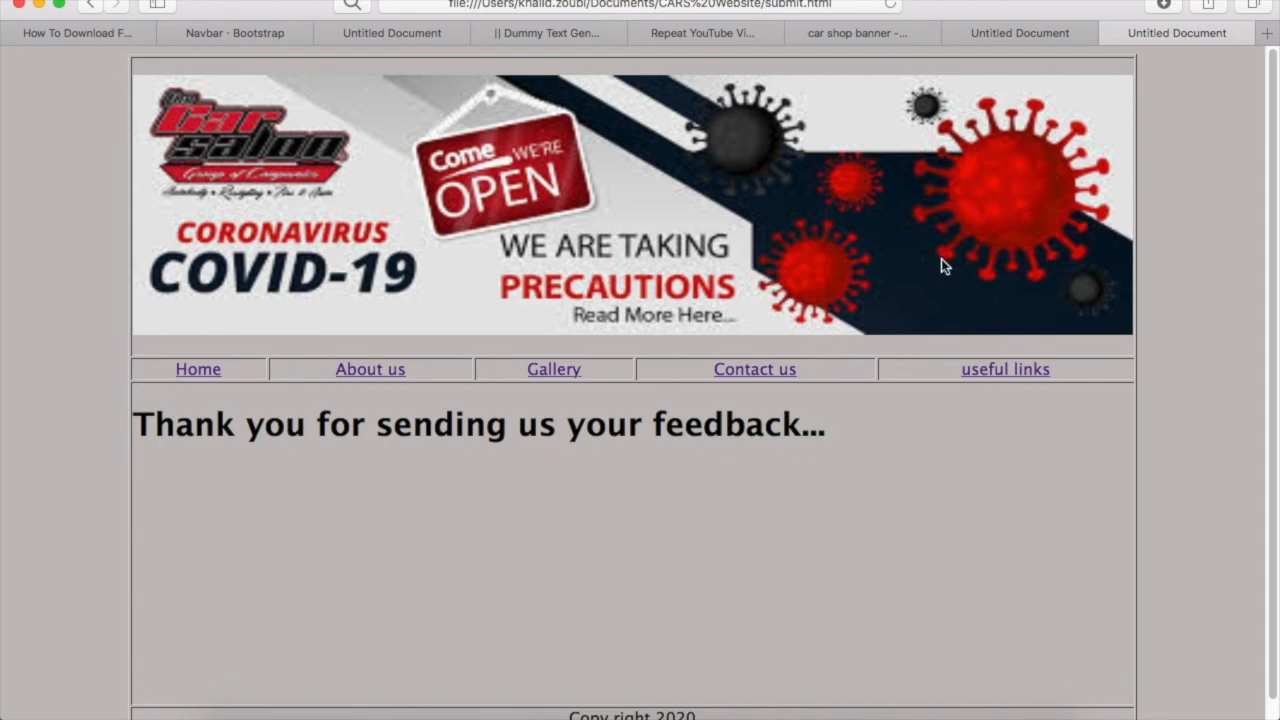 file:///Users/khalid.zoubi/Documents/CARS%20Website/submit.html
How To Download F...
Navbar · Bootstrap
Untitled Document
|| Dummy Text Gen...
Repeat YouTube Vi...
car shop banner -...
Untitled Document
Untitled Document
The
Car
salon
Group of Companies
CORONAVIRUS
COVID-19
Come WE'RE
OPEN
WE ARE TAKING
PRECAUTIONS
Read More Here...
Home
About us
Gallery
Contact us
useful links
Thank you for sending us your feedback...
Copy right 2020